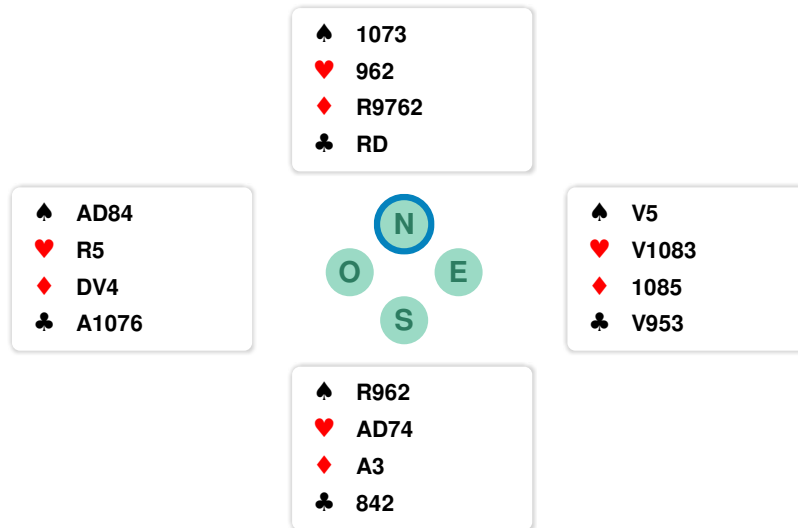 ♠ 1073
♥ 962
♦ R9762
♣ RD
♠ AD84
♥ R5
♦ DV4
♣ A1076
N
O E
S
♠ V5
♥ V1083
♦ 1085
♣ V953
♠ R962
♥ AD74
♦ A3
♣ 842